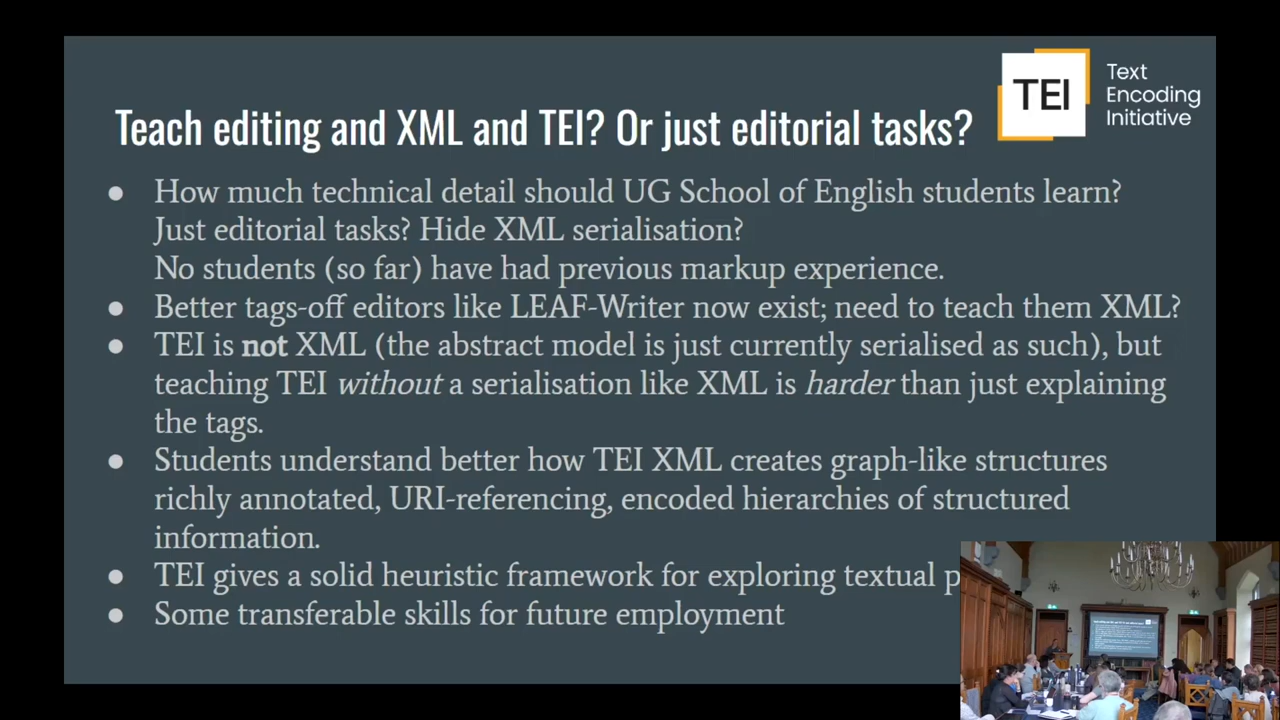 Teach editing and XML and TEI? Or just editorial tasks?
TEI
Text
Encoding
Initiative
● How much technical detail should UG School of English students learn?
Just editorial tasks? Hide XML serialisation?
No students (so far) have had previous markup experience.
● Better tags-off editors like LEAF-Writer now exist; need to teach them XML?
● TEI is not XML (the abstract model is just currently serialised as such), but
teaching TEI without a serialisation like XML is harder than just explaining
the tags.
● Students understand better how TEI XML creates graph-like structures
richly annotated, URI-referencing, encoded hierarchies of structured
information.
● TEI gives a solid heuristic framework for exploring textual
● Some transferable skills for future employment